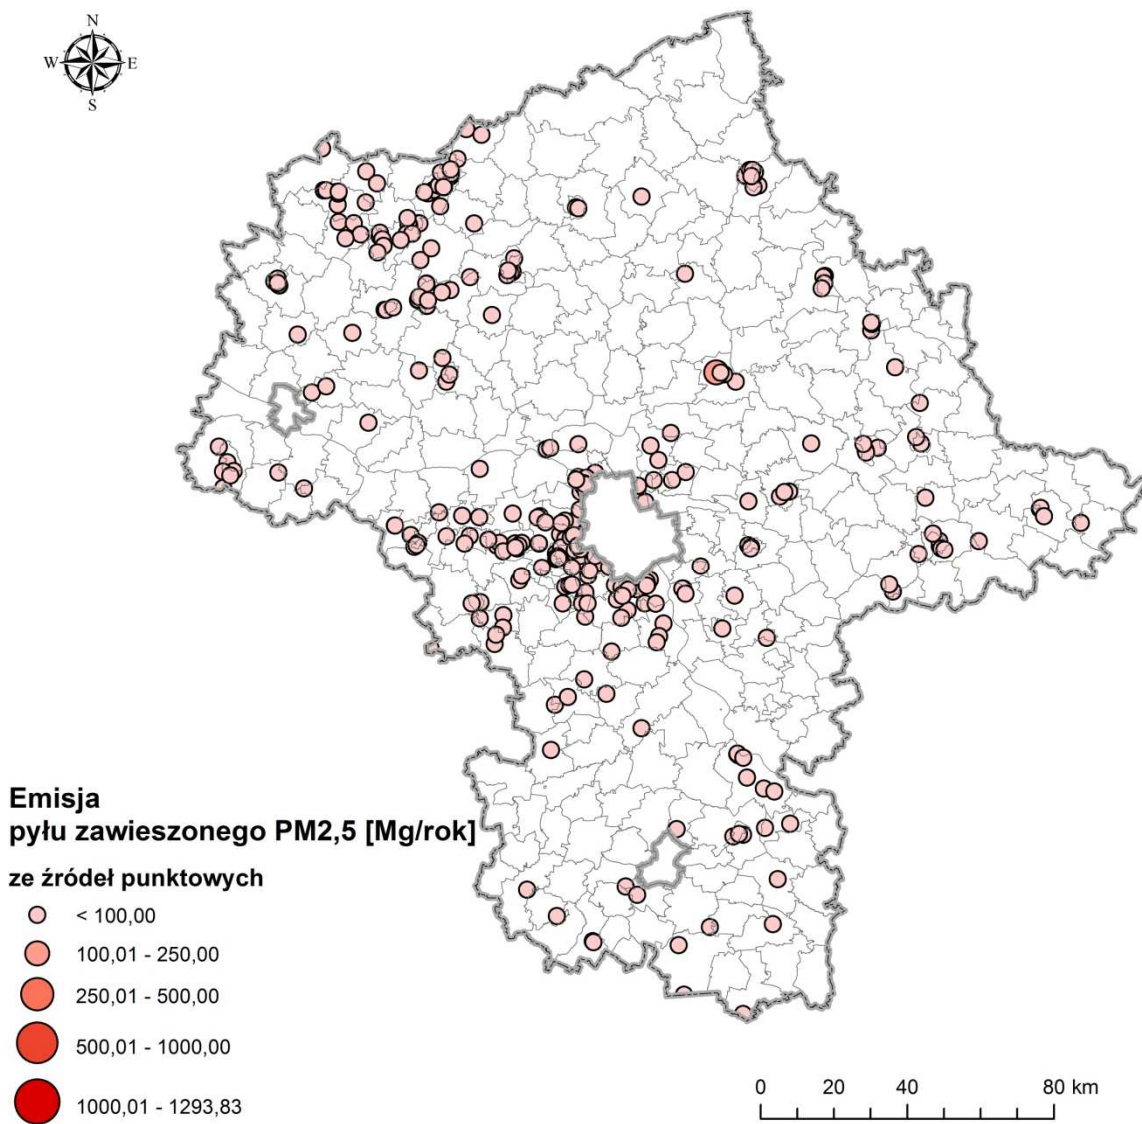 N
W E
S
Emisja
pyłu zawieszonego PM2,5 [Mg/rok]
ze źródeł punktowych
< 100,00
100,01 - 250,00
250,01 - 500,00
500,01 - 1000,00
1000,01 - 1293,83
0 20 40 80 km